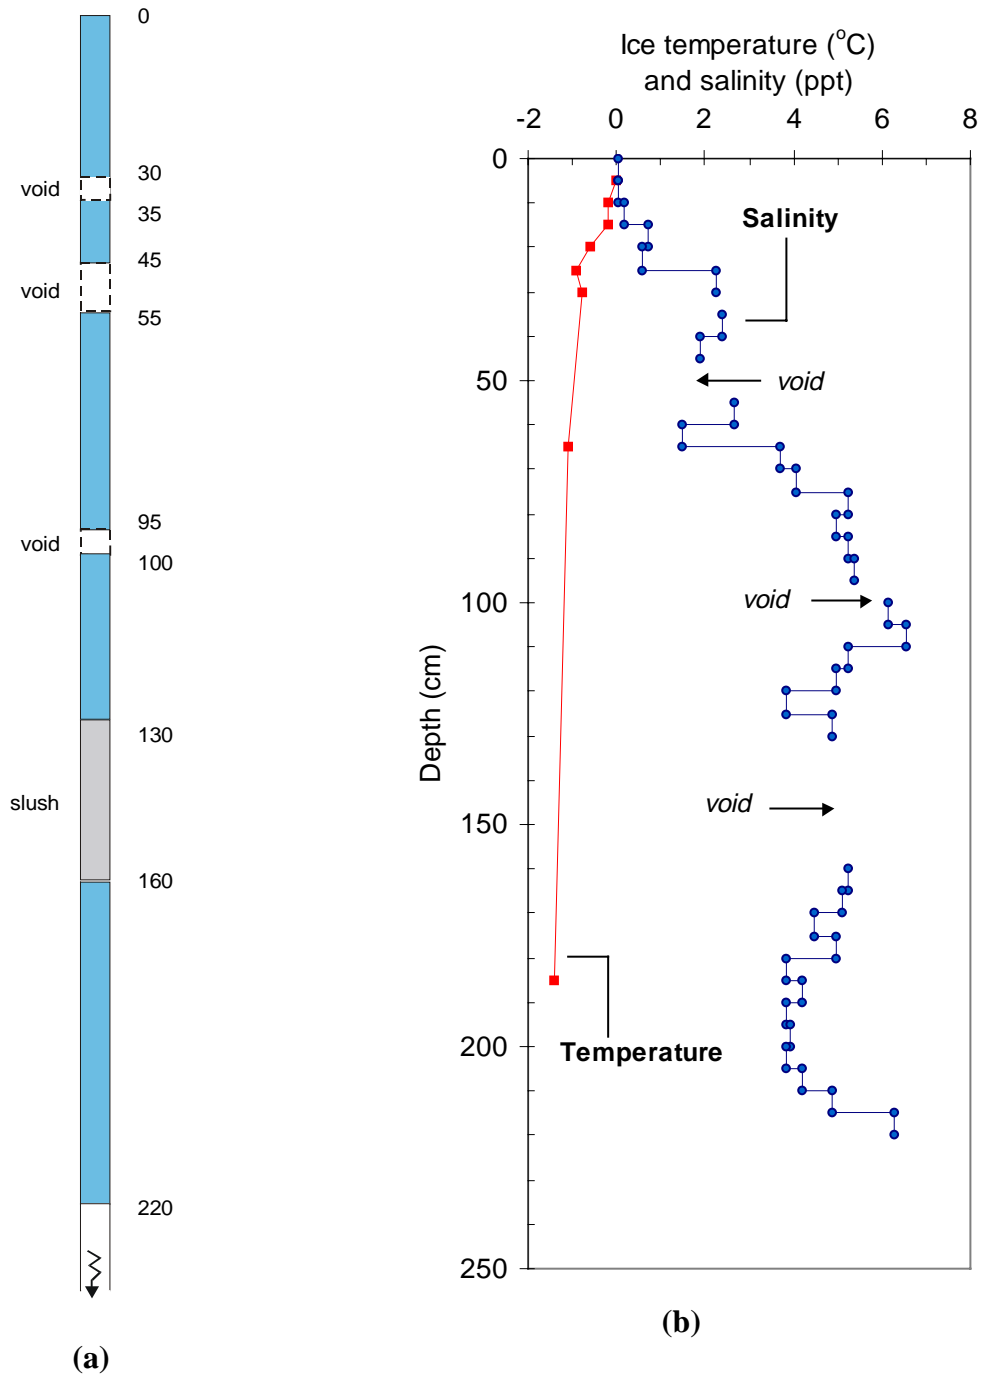 0
30
void
35
45
void
55
95
void
100
130
slush
160
220
(a)
Ice temperature (°C)
and salinity (ppt)
-2 0 2 4 6 8
0
Salinity
50
void
100
void
Depth (cm)
150
void
200
Temperature
250
(b)